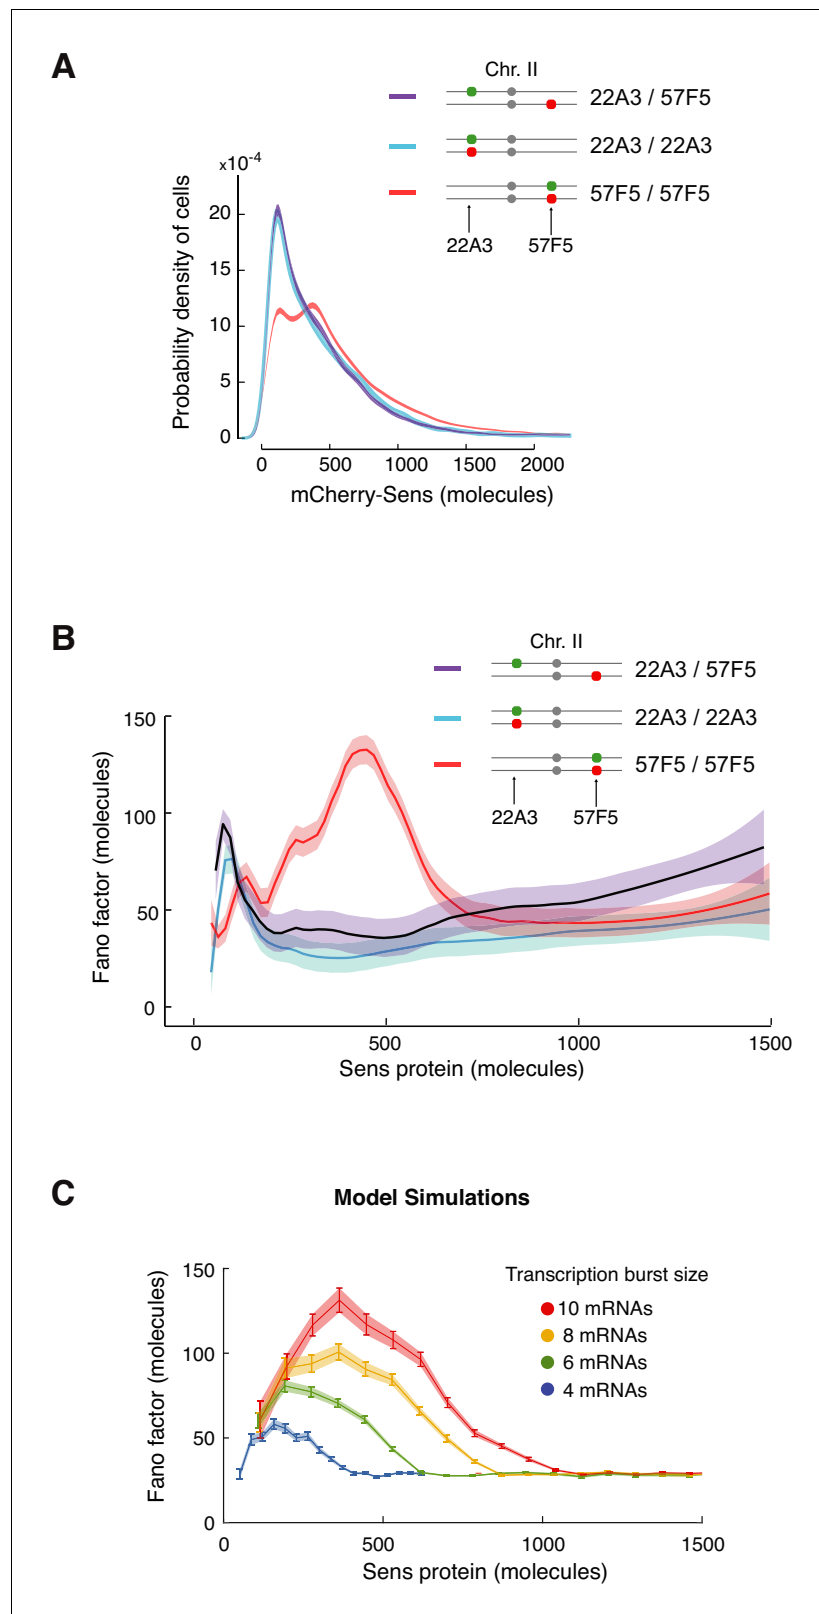 A
Chr. II
22A3 / 57F5
22A3 / 22A3
57F5 / 57F5
22A3
57F5
x10-4
20
15
10
5
0
Probability density of cells
0 500 1000 1500 2000
mCherry-Sens (molecules)
B
Chr. II
22A3 / 57F5
22A3 / 22A3
57F5 / 57F5
22A3
57F5
150
100
50
0
Fano factor (molecules)
0 500 1000 1500
Sens protein (molecules)
C
Model Simulations
Transcription burst size
10 mRNAs
8 mRNAs
6 mRNAs
4 mRNAs
150
100
50
0
Fano factor (molecules)
0 500 1000 1500
Sens protein (molecules)